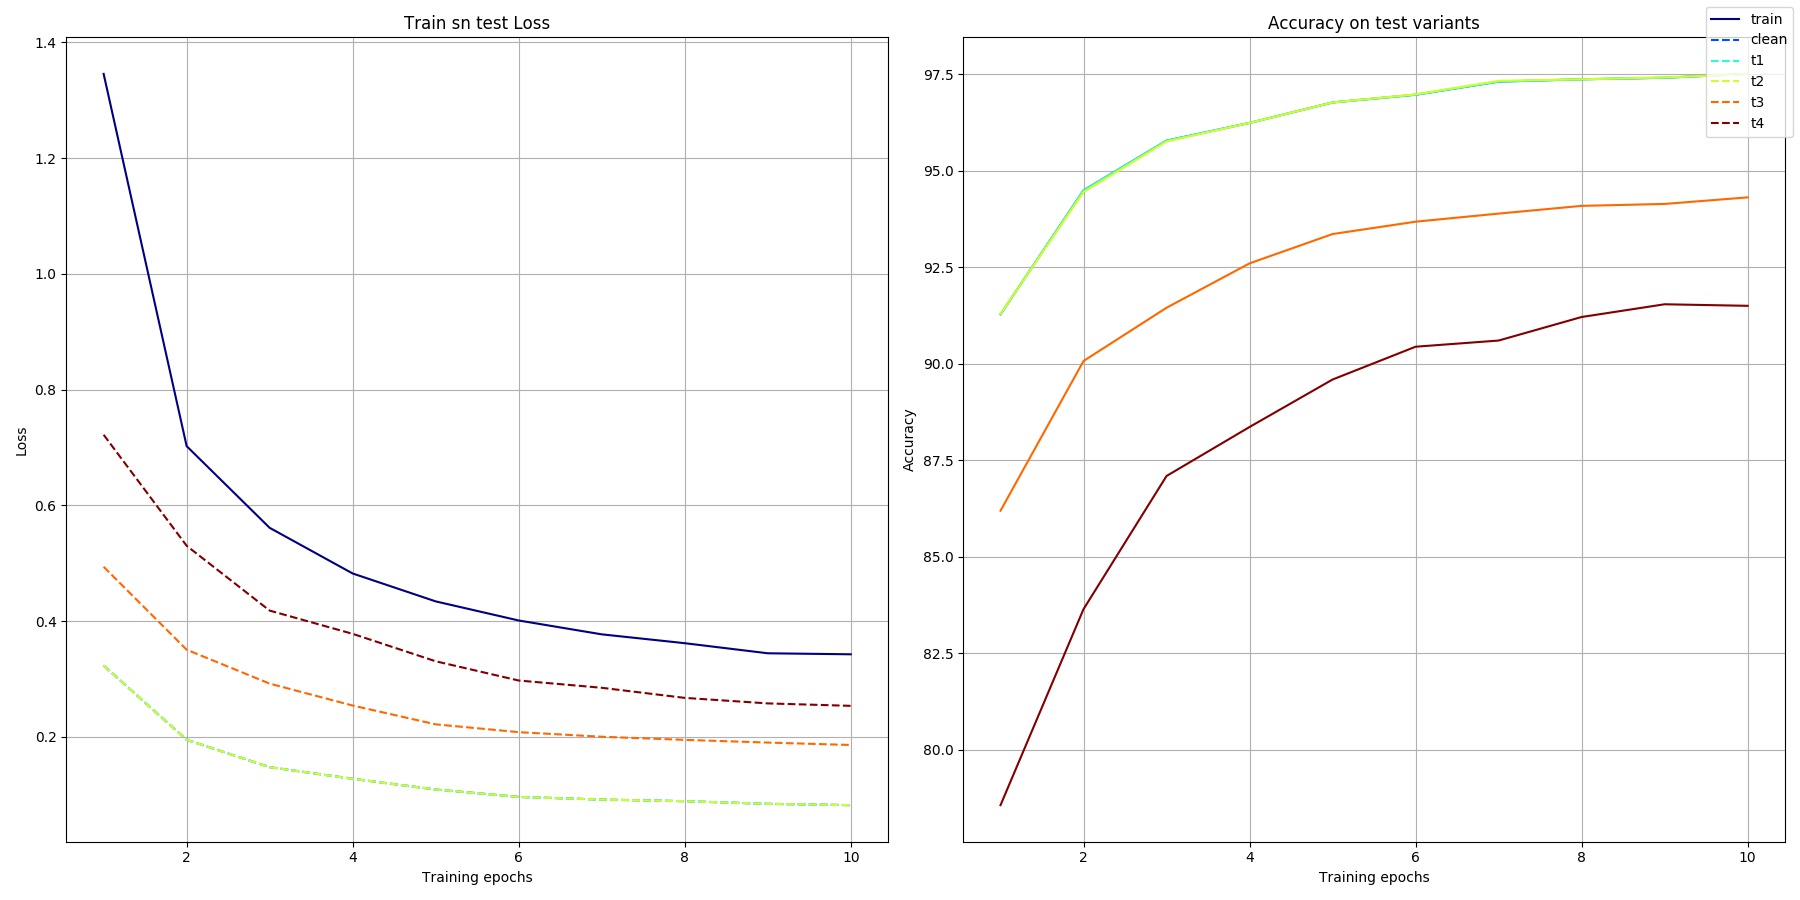 Train sn test Loss
1.4
1.2
1.0
0.8
0.6
0.4
0.2
Loss
2
4
6
8
10
Training epochs
Accuracy on test variants
97.5
95.0
92.5
90.0
87.5
85.0
82.5
80.0
Accuracy
2
4
6
8
10
Training epochs
train
clean
t1
t2
t3
t4